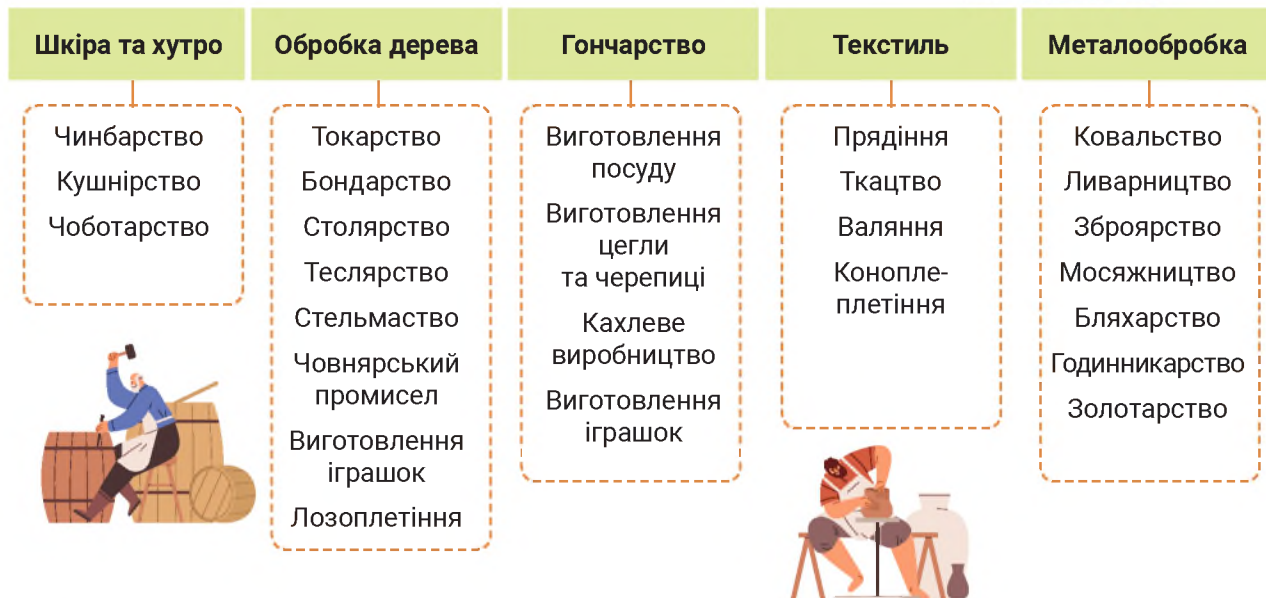 Шкіра та хутро
Чинбарство
Кушнірство
Чоботарство
Обробка дерева
Токарство
Бондарство
Столярство
Теслярство
Стельмаство
Човнярський
промисел
Виготовлення
іграшок
Лозоплетіння
Гончарство
Виготовлення
посуду
Виготовлення
цегли
та черепиці
Кахлеве
виробництво
Виготовлення
іграшок
Текстиль
Прядіння
Ткацтво
Валяння
Конопле-
плетіння
Металообробка
Ковальство
Ливарництво
Зброярство
Мосяжництво
Бляхарство
Годинникарство
Золотарство